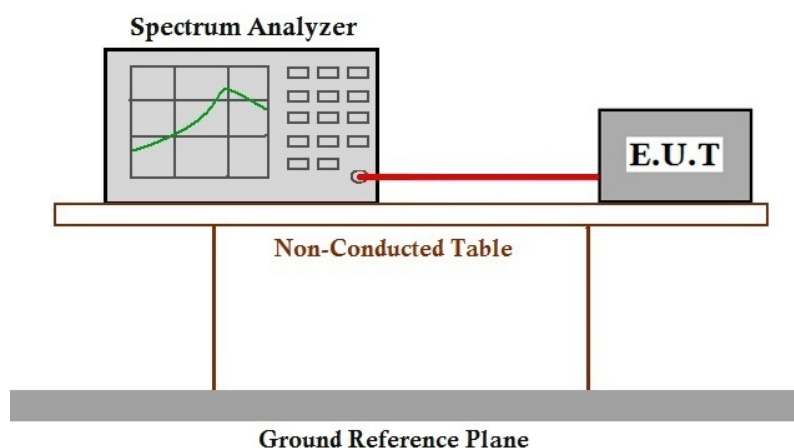 Spectrum Analyzer
E.U.T
Non-Conducted Table
Ground Reference Plane